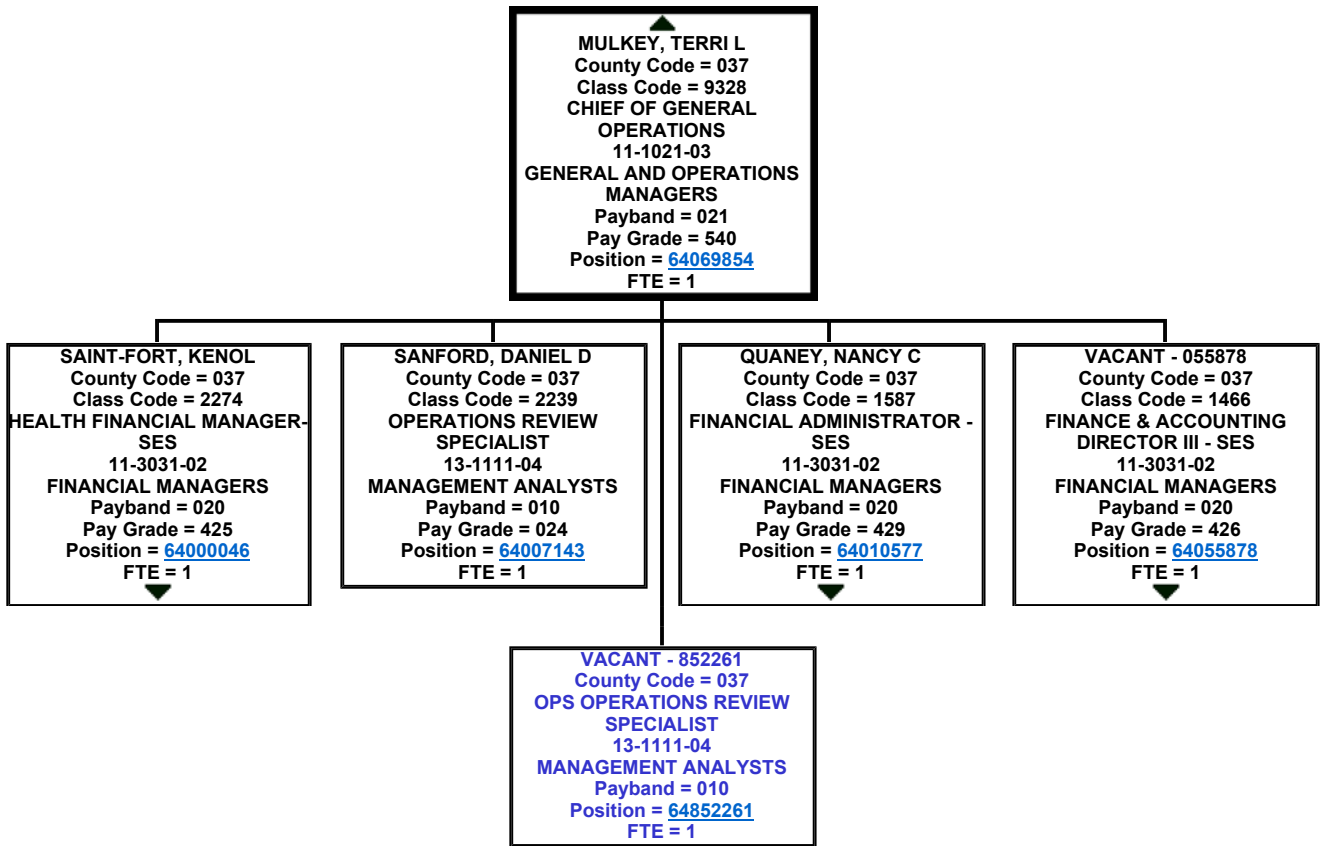 MULKEY, TERRI L
County Code = 037
Class Code = 9328
CHIEF OF GENERAL
OPERATIONS
11-1021-03
GENERAL AND OPERATIONS
MANAGERS
Payband = 021
Pay Grade = 540
Position = 64069854
FTE = 1
SAINT-FORT, KENOL
County Code = 037
Class Code = 2274
HEALTH FINANCIAL MANAGER-
SES
11-3031-02
FINANCIAL MANAGERS
Payband = 020
Pay Grade = 425
Position = 64000046
FTE = 1
SANFORD, DANIEL D
County Code = 037
Class Code = 2239
OPERATIONS REVIEW
SPECIALIST
13-1111-04
MANAGEMENT ANALYSTS
Payband = 010
Pay Grade = 024
Position = 64007143
FTE = 1
QUANEY, NANCY C
County Code = 037
Class Code = 1587
FINANCIAL ADMINISTRATOR -
SES
11-3031-02
FINANCIAL MANAGERS
Payband = 020
Pay Grade = 429
Position = 64010577
FTE = 1
VACANT - 055878
County Code = 037
Class Code = 1466
FINANCE & ACCOUNTING
DIRECTOR III - SES
11-3031-02
FINANCIAL MANAGERS
Payband = 020
Pay Grade = 426
Position = 64055878
FTE = 1
VACANT - 852261
County Code = 037
OPS OPERATIONS REVIEW
SPECIALIST
13-1111-04
MANAGEMENT ANALYSTS
Payband = 010
Position = 64852261
FTE = 1